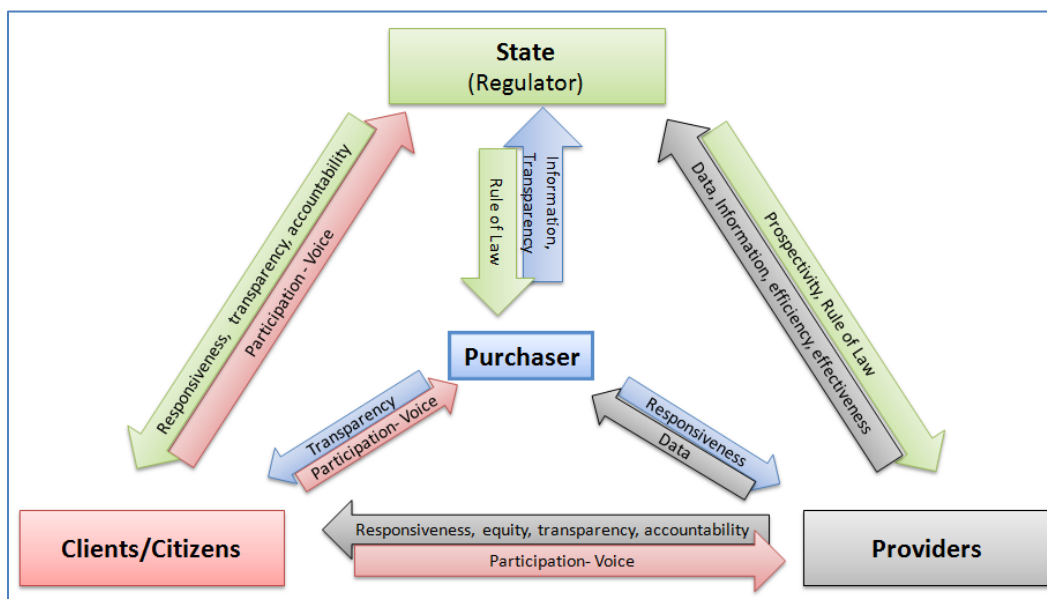 State
(Regulator)
Responsiveness, transparency, accountability
Participation - Voice
Rule of Law
Information,
Transparency
Prospectivity, Rule of Law
Data, Information, efficiency, effectiveness
Purchaser
Transparency
Participation- Voice
Responsiveness
Data
Clients/Citizens
Responsiveness, equity, transparency, accountability
Participation- Voice
Providers